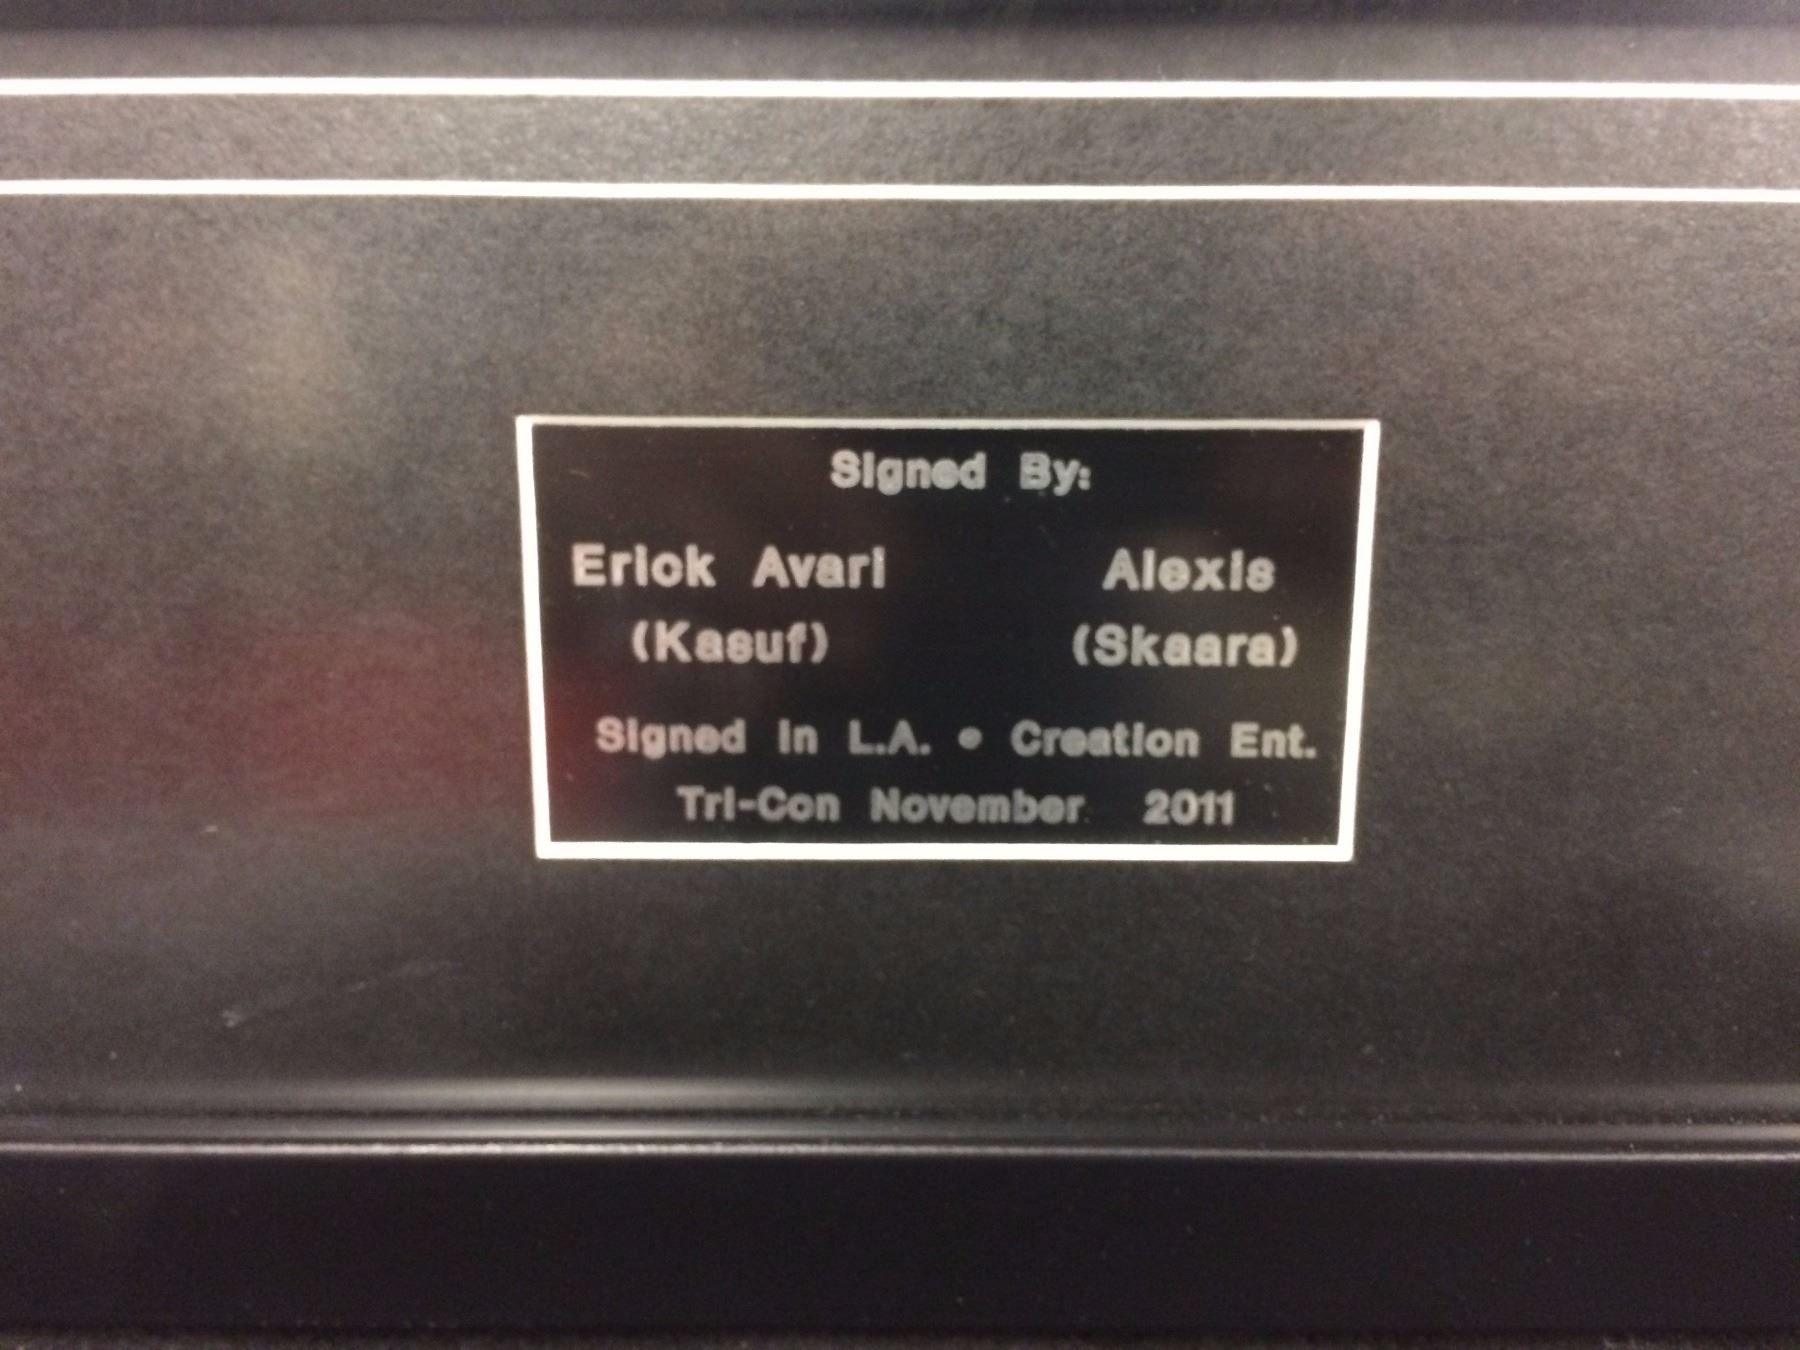 Signed By:
Erick Avari Alexis
(Kasuf) (Skaara)
Signed in L.A. • Creation Ent.
Tri-Con November 2011